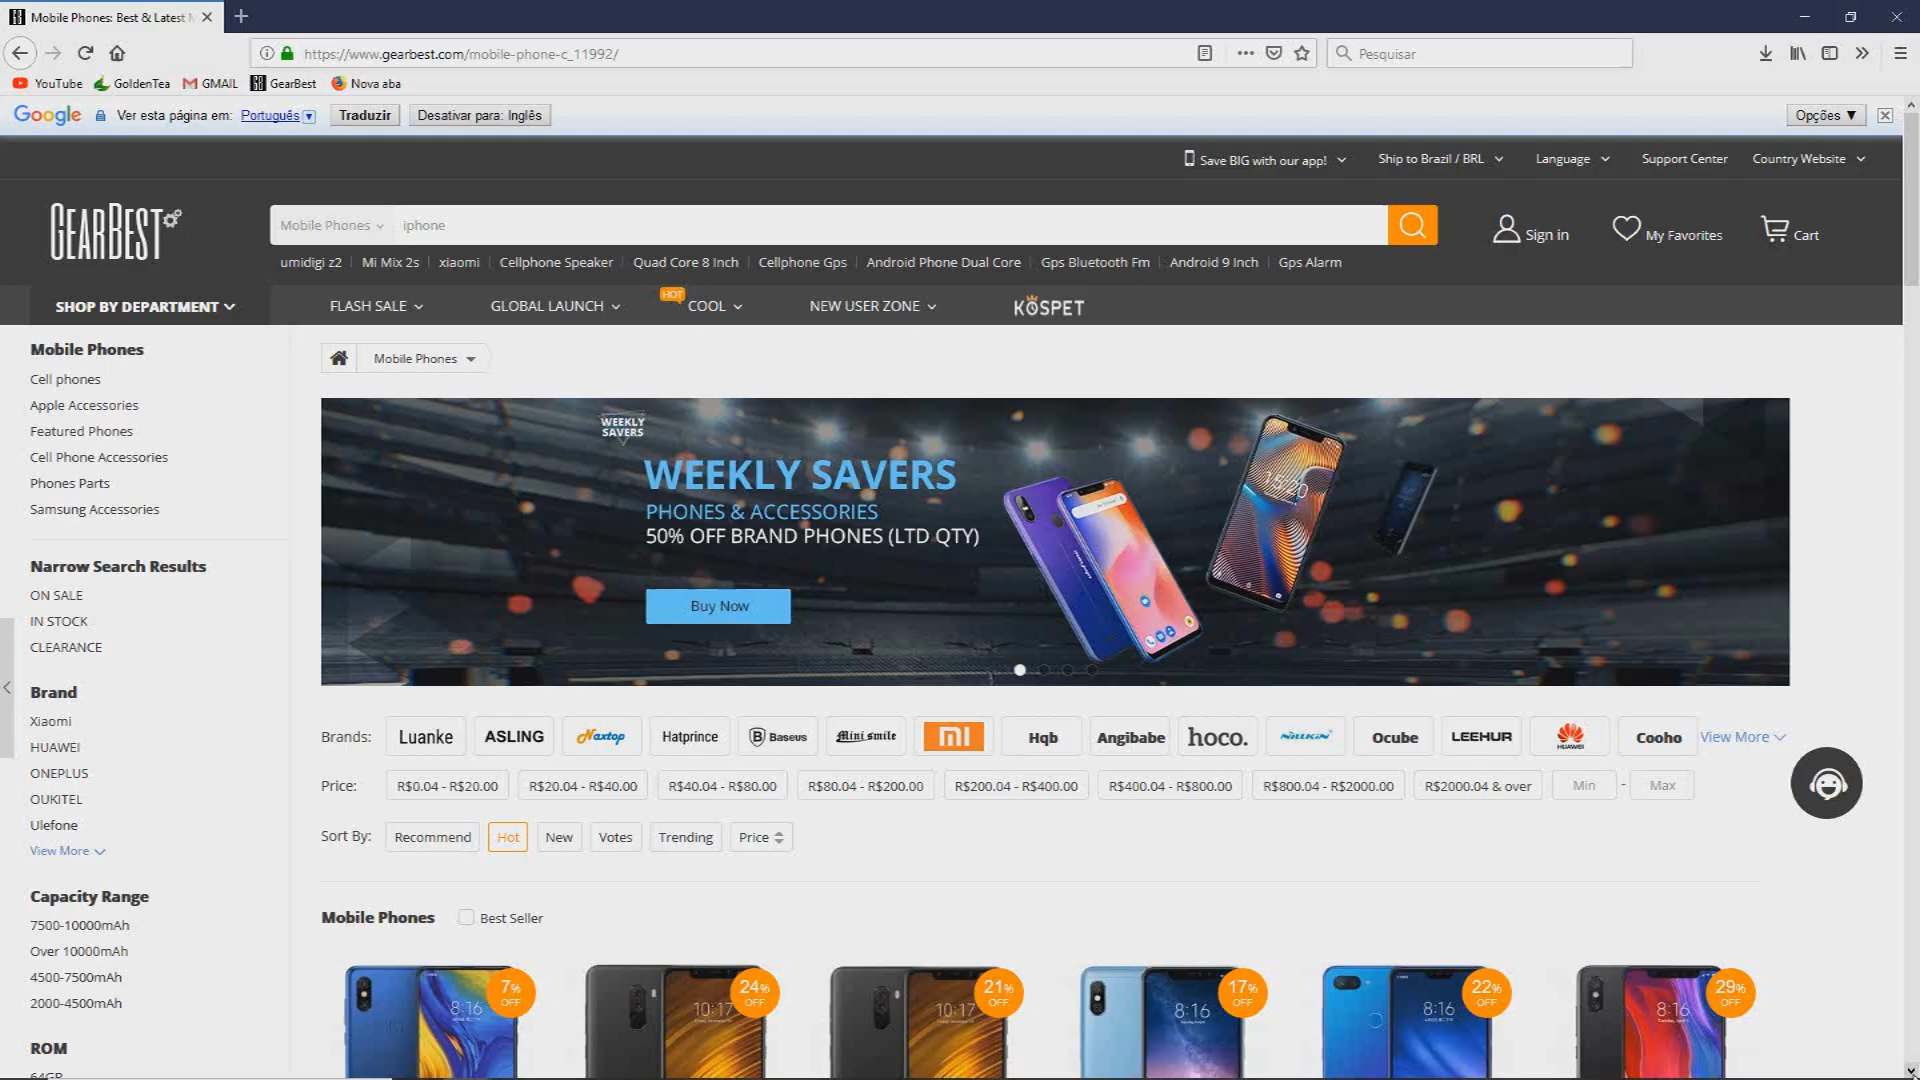 Mobile Phones: Best & Latest
https://www.gearbest.com/mobile-phone-c_11992/
Pesquisar
YouTube GoldenTea GMAIL GearBest Nova aba
Google Ver esta página em: Português Traduzir Desativar para: Inglês Opções ▼
Save BIG with our app! Ship to Brazil / BRL Language Support Center Country Website
GEARBEST Mobile Phones iphone Sign in My Favorites Cart
umidigi z2 Mi Mix 2s xiaomi Cellphone Speaker Quad Core 8 Inch Cellphone Gps Android Phone Dual Core Gps Bluetooth Fm Android 9 Inch Gps Alarm
SHOP BY DEPARTMENT FLASH SALE GLOBAL LAUNCH HOT COOL NEW USER ZONE KOSPET
Mobile Phones
Cell phones
Apple Accessories
Featured Phones
Cell Phone Accessories
Phones Parts
Samsung Accessories
Narrow Search Results
ON SALE
IN STOCK
CLEARANCE
Brand
Xiaomi
HUAWEI
ONEPLUS
OUKITEL
Ulefone
View More
Capacity Range
7500-10000mAh
Over 10000mAh
4500-7500mAh
2000-4500mAh
ROM
64GB
Mobile Phones
WEEKLY
SAVERS
WEEKLY SAVERS
PHONES & ACCESSORIES
50% OFF BRAND PHONES (LTD QTY)
Buy Now
15:20
Brands: Luanke ASLING Naxtop Hatprince Baseus Mini smile MI Hqb Angibabe hoco. NILLKIN Ocube LEEHUR HUAWEI Cooho View More
Price: R$0.04 - R$20.00 R$20.04 - R$40.00 R$40.04 - R$80.00 R$80.04 - R$200.00 R$200.04 - R$400.00 R$400.04 - R$800.00 R$800.04 - R$2000.00 R$2000.04 & over Min - Max
Sort By: Recommend Hot New Votes Trending Price
Mobile Phones Best Seller
7% OFF 24% OFF 21% OFF 17% OFF 22% OFF 29% OFF
8:16 10:17 10:17 8:16 8:16 8:16